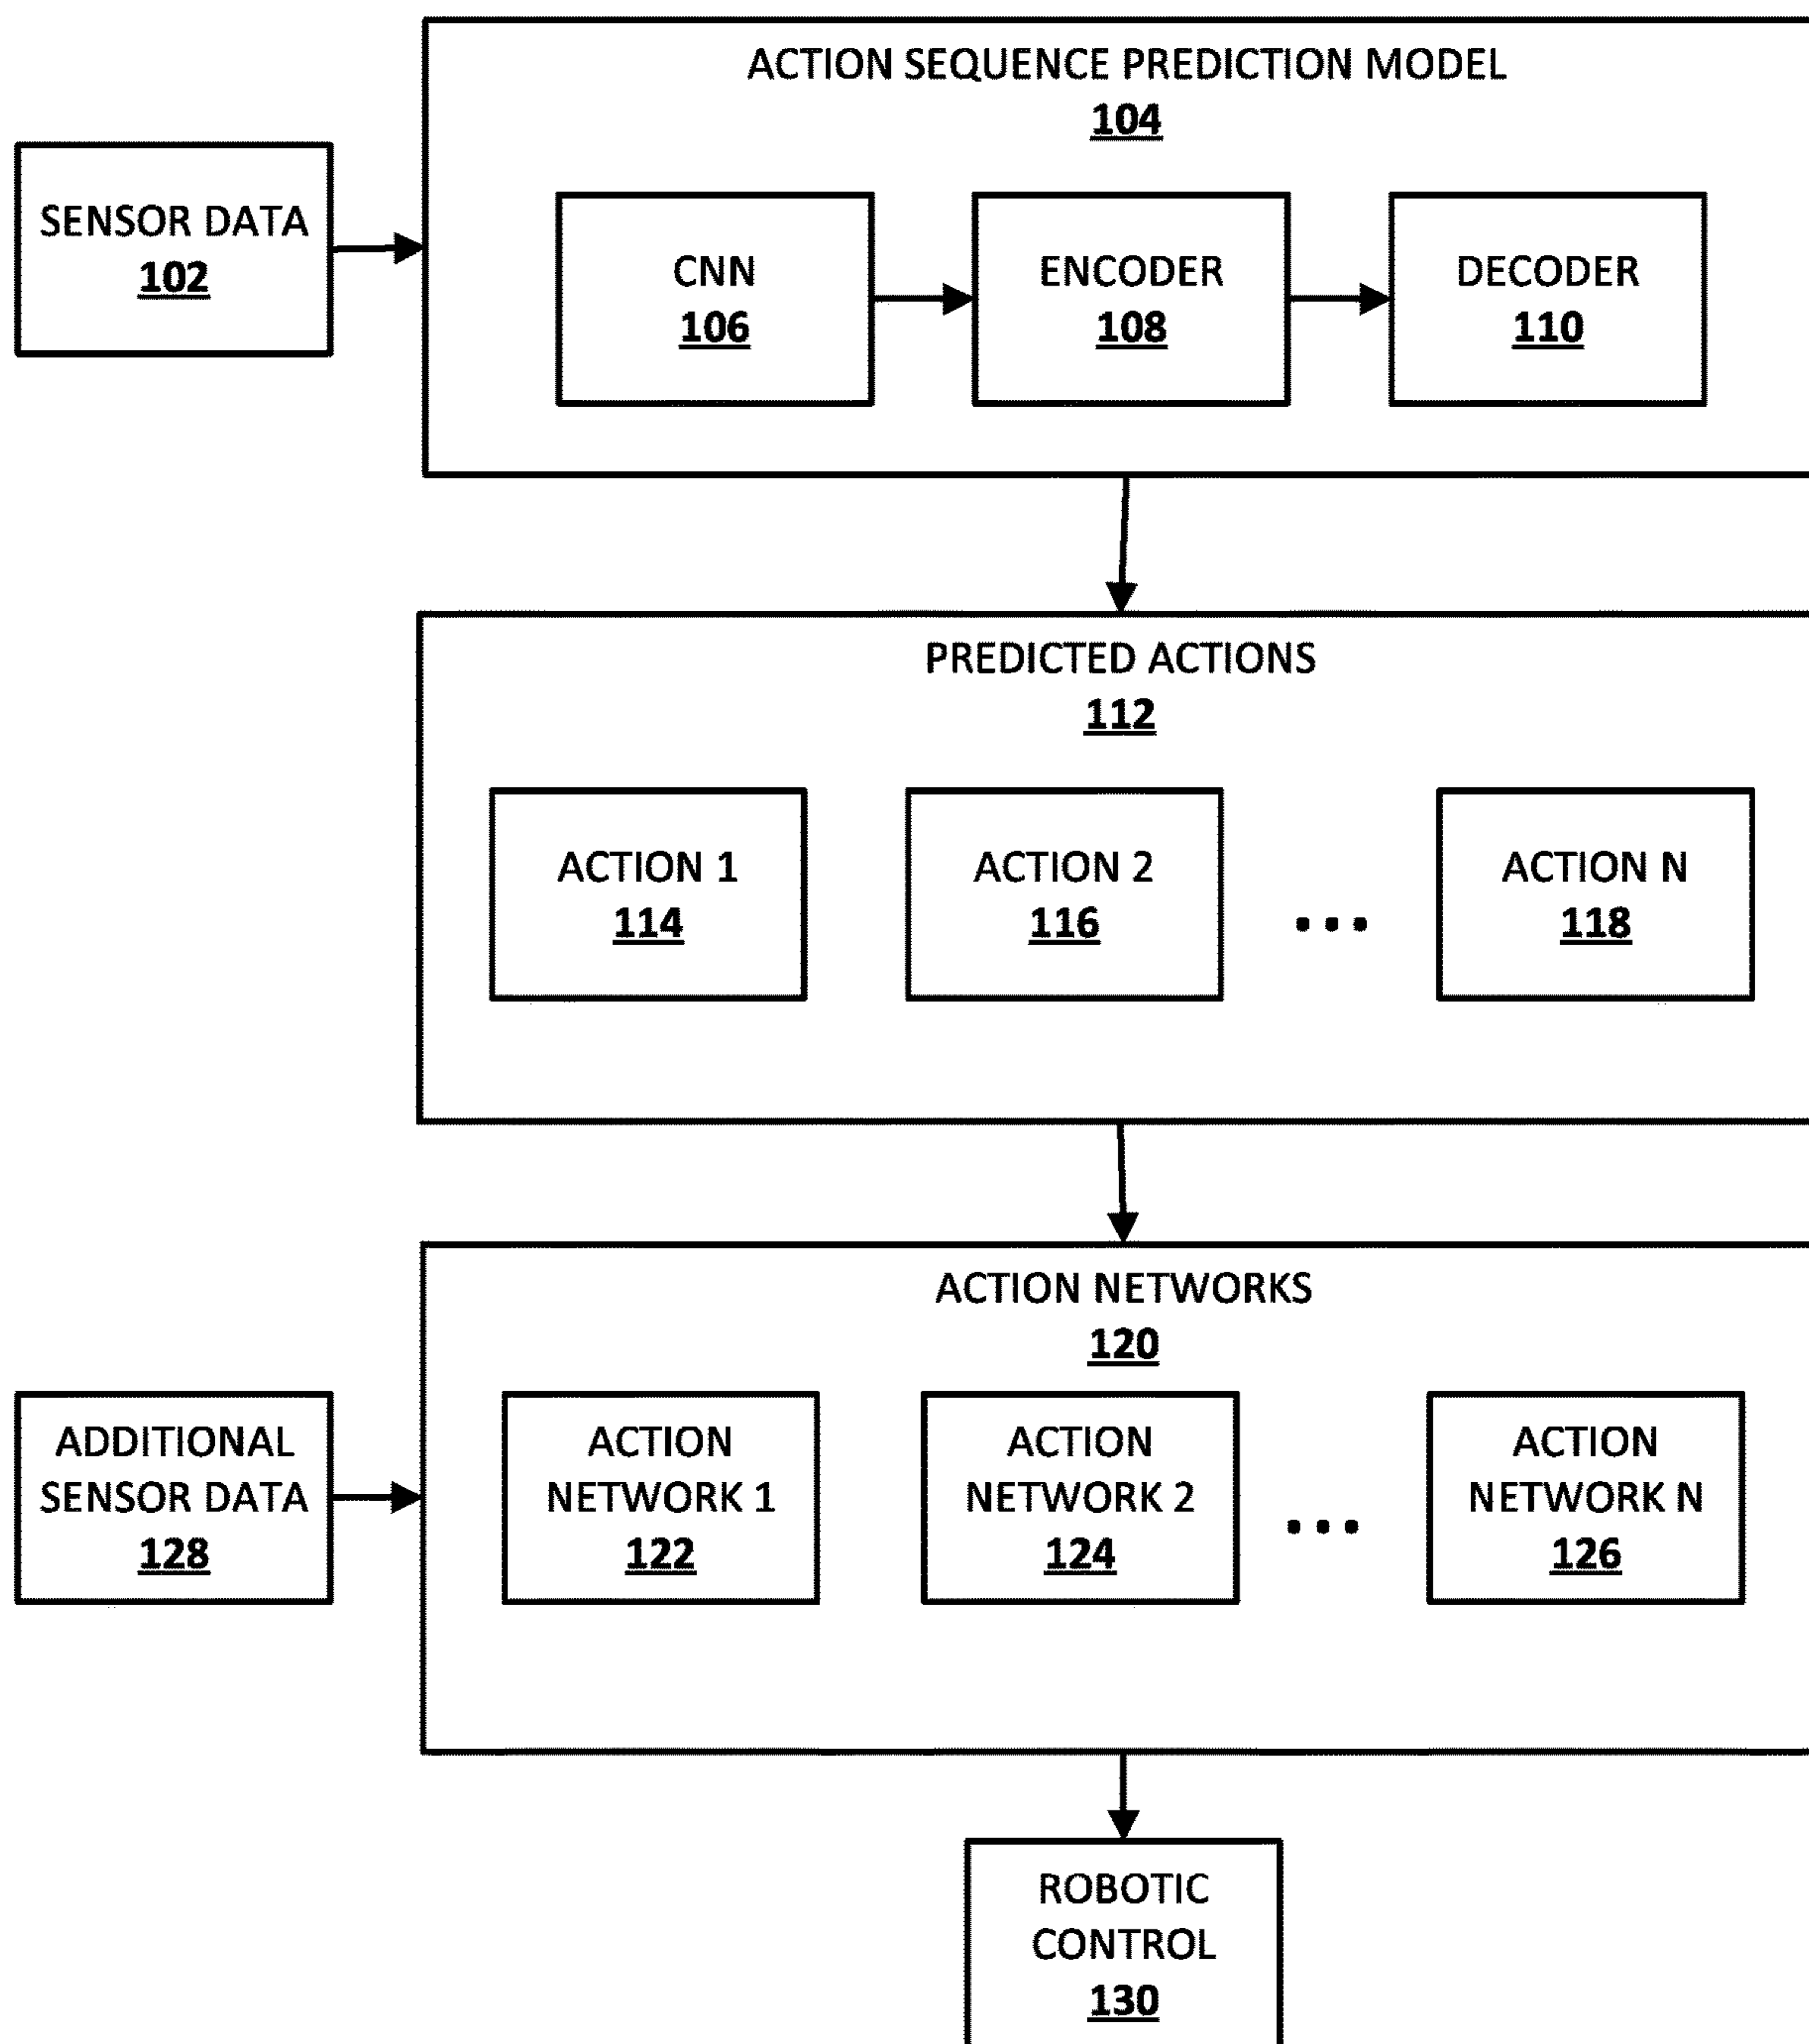 ACTION SEQUENCE PREDICTION MODEL
104
SENSOR DATA
102
CNN
106
ENCODER
108
DECODER
110
PREDICTED ACTIONS
112
ACTION 1
114
ACTION 2
116
...
ACTION N
118
ACTION NETWORKS
120
ADDITIONAL
SENSOR DATA
128
ACTION
NETWORK 1
122
ACTION
NETWORK 2
124
...
ACTION
NETWORK N
126
ROBOTIC
CONTROL
130